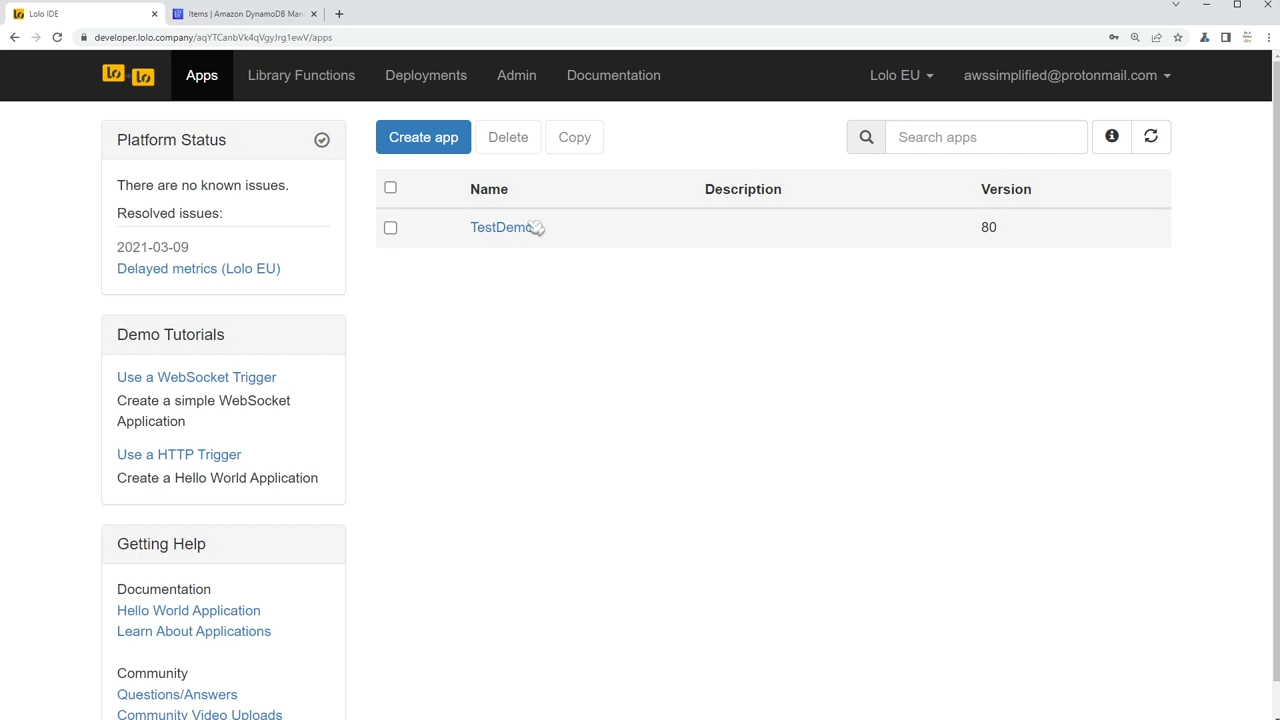 Lolo IDE
Items | Amazon DynamoDB Man
developer.lolo.company/aqYTCanbVk4qVgyJrg1ewV/apps
lo lo
Apps
Library Functions
Deployments
Admin
Documentation
Lolo EU
awssimplified@protonmail.com
Platform Status
There are no known issues.
Resolved issues:
2021-03-09
Delayed metrics (Lolo EU)
Demo Tutorials
Use a WebSocket Trigger
Create a simple WebSocket
Application
Use a HTTP Trigger
Create a Hello World Application
Getting Help
Documentation
Hello World Application
Learn About Applications
Community
Questions/Answers
Community Video Uploads
Create app
Delete
Copy
Search apps
Name
Description
Version
TestDemo
80